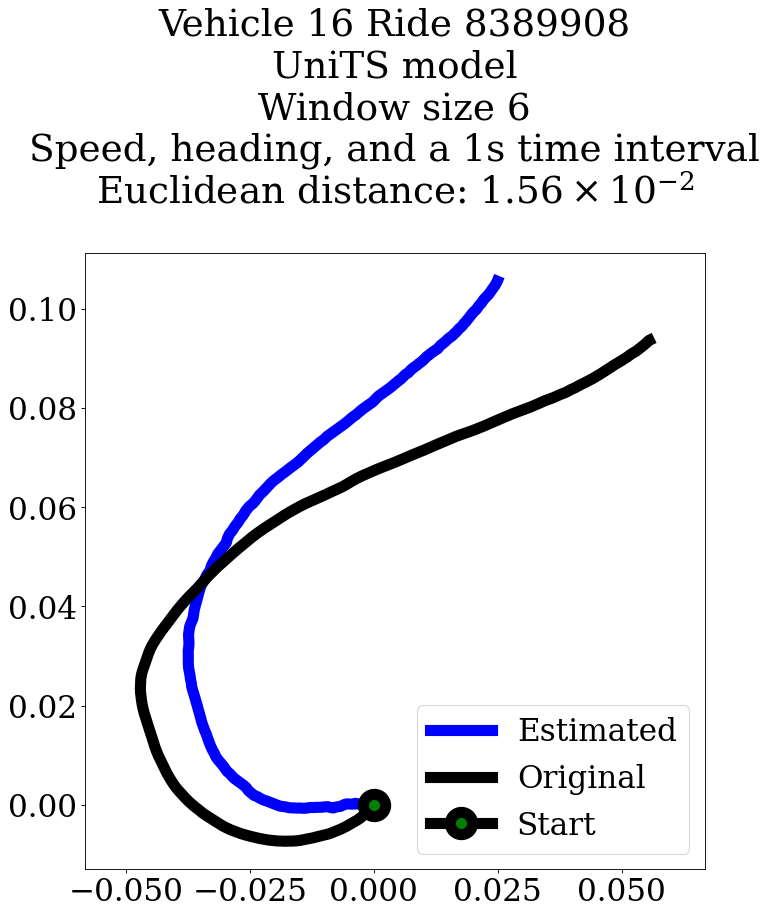 Vehicle 16 Ride 8389908
UniTS model
Window size 6
Speed, heading, and a 1s time interval
Euclidean distance: 1.56 × 10⁻²
0.10
0.08
0.06
0.04
0.02
0.00
Estimated
Original
Start
−0.050 −0.025 0.000 0.025 0.050